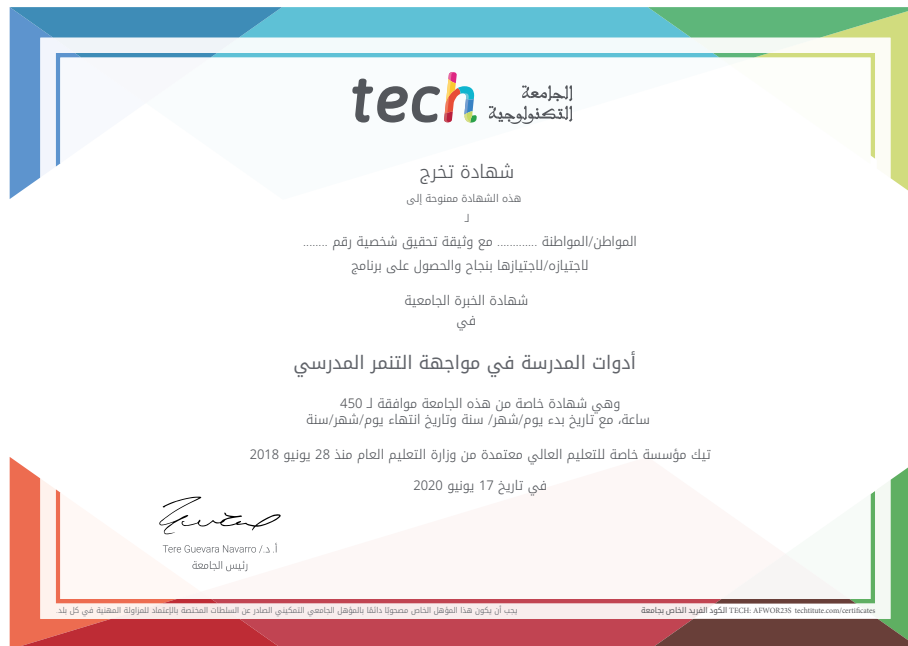 tech الجامعة
التكنولوجية
شهادة تخرج
هذه الشهادة ممنوحة إلى
لـ
المواطن/المواطنة ............ مع وثيقة تحقيق شخصية رقم ........
لاجتيازه/لاجتيازها بنجاح والحصول على برنامج
شهادة الخبرة الجامعية
في
أدوات المدرسة في مواجهة التنمر المدرسي
وهي شهادة خاصة من هذه الجامعة موافقة لـ 450
ساعة، مع تاريخ بدء يوم/شهر/ سنة وتاريخ انتهاء يوم/شهر/سنة
تيك مؤسسة خاصة للتعليم العالي معتمدة من وزارة التعليم العام منذ 28 يونيو 2018
في تاريخ 17 يونيو 2020
أ. د./ Tere Guevara Navarro
رئيس الجامعة
يجب أن يكون هذا المؤهل الخاص مصحوبًا دائمًا بالمؤهل الجامعي التمكيني الصادر عن السلطات المختصة بالإعتماد للمزاولة المهنية في كل بلد.
الكود الفريد الخاص بجامعة TECH: AFWOR23S techtitute.com/certificates